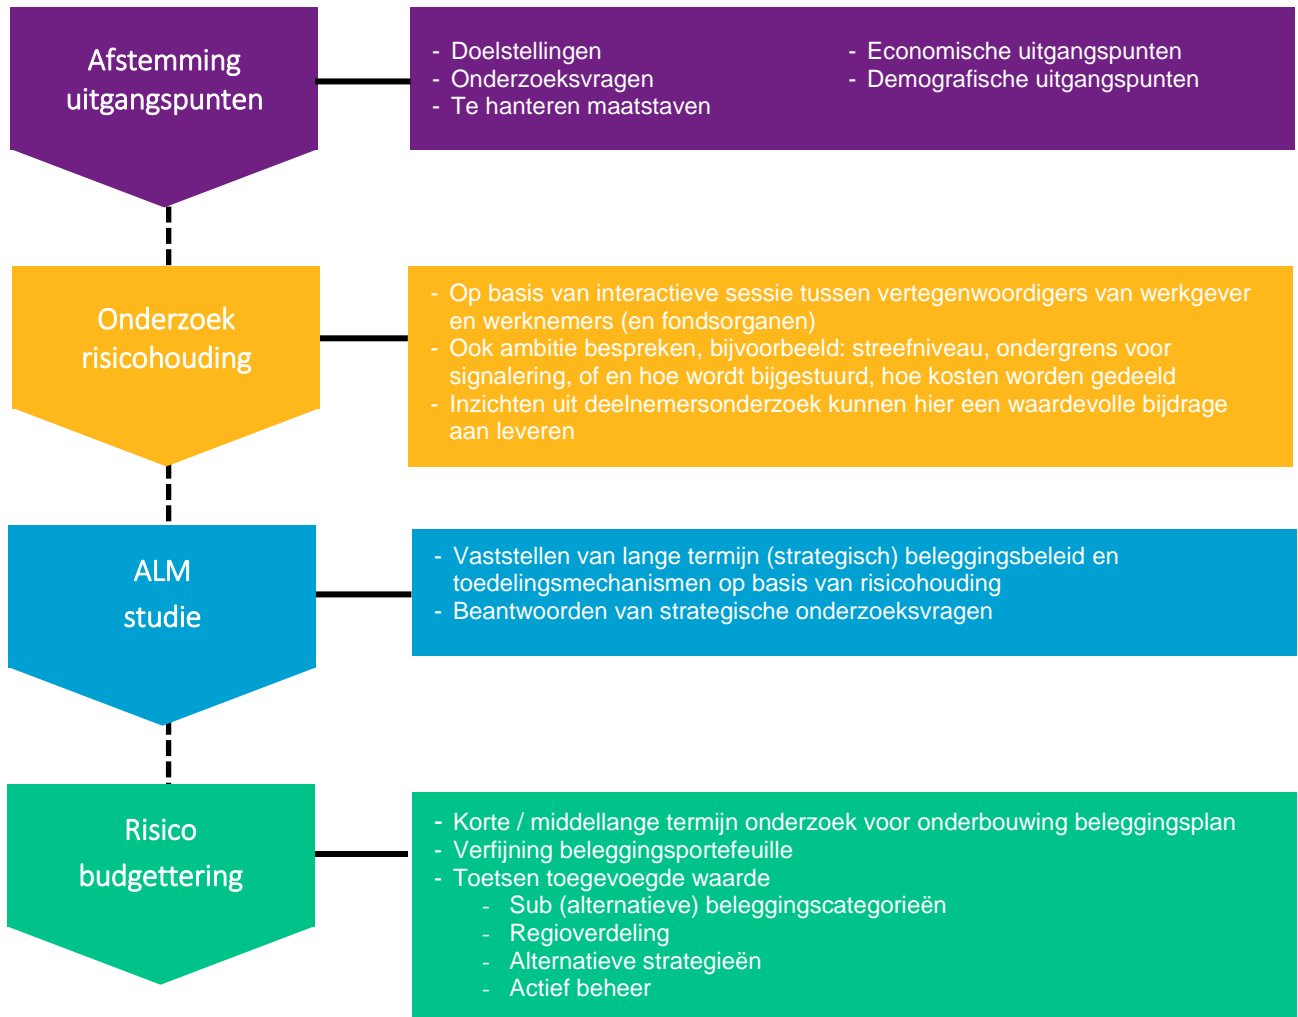 Afstemming
uitgangspunten
- Doelstellingen
- Onderzoeksvragen
- Te hanteren maatstaven
- Economische uitgangspunten
- Demografische uitgangspunten
Onderzoek
risicohouding
- Op basis van interactieve sessie tussen vertegenwoordigers van werkgever
en werknemers (en fondsorganen)
- Ook ambitie bespreken, bijvoorbeeld: streefniveau, ondergrens voor
signalering, of en hoe wordt bijgestuurd, hoe kosten worden gedeeld
- Inzichten uit deelnemersonderzoek kunnen hier een waardevolle bijdrage
aan leveren
ALM
studie
- Vaststellen van lange termijn (strategisch) beleggingsbeleid en
toedelingsmechanismen op basis van risicohouding
- Beantwoorden van strategische onderzoeksvragen
Risico
budgettering
- Korte / middellange termijn onderzoek voor onderbouwing beleggingsplan
- Verfijning beleggingsportefeuille
- Toetsen toegevoegde waarde
- Sub (alternatieve) beleggingscategorieën
- Regioverdeling
- Alternatieve strategieën
- Actief beheer